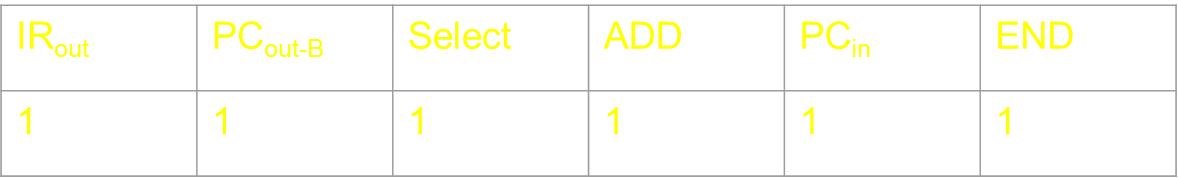 IRout PCout-B Select ADD PCin END
1 1 1 1 1 1